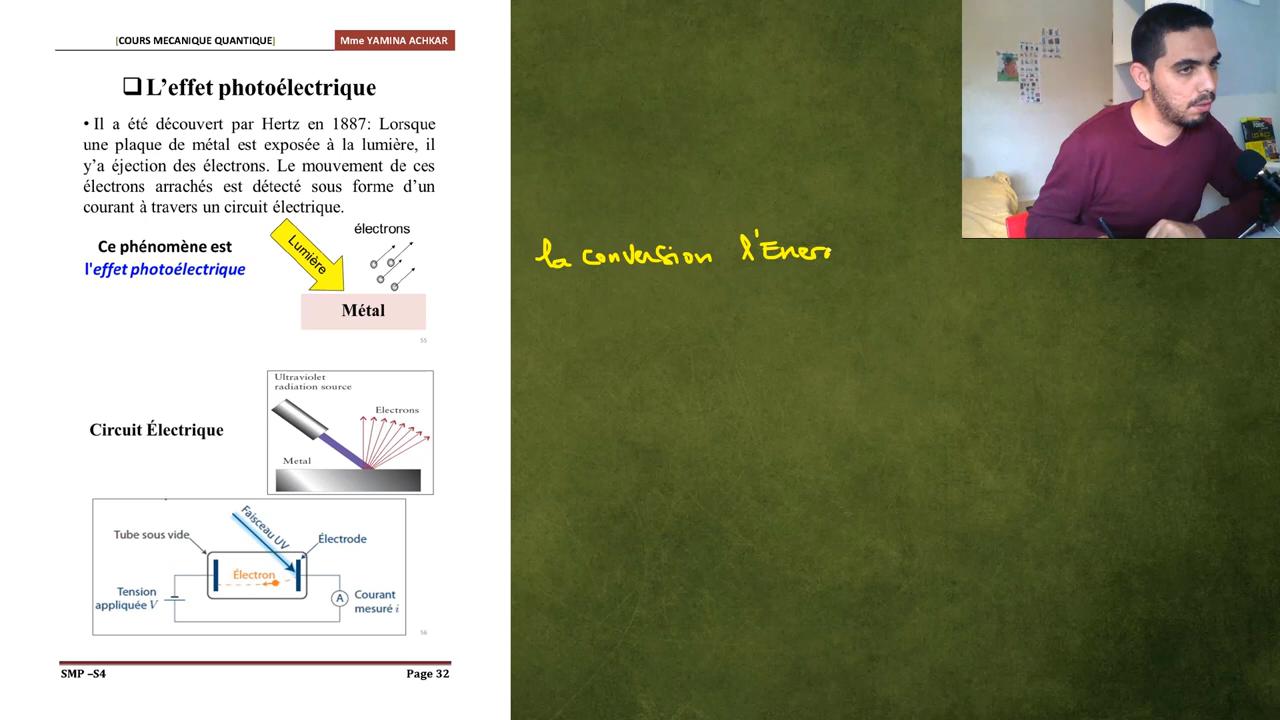 [COURS MECANIQUE QUANTIQUE]
Mme YAMINA ACHKAR
❑ L'effet photoélectrique
• Il a été découvert par Hertz en 1887: Lorsque
une plaque de métal est exposée à la lumière, il
y'a éjection des électrons. Le mouvement de ces
électrons arrachés est détecté sous forme d'un
courant à travers un circuit électrique.
Ce phénomène est
l'effet photoélectrique
Lumière
électrons
Métal
55
Circuit Électrique
Ultraviolet
radiation source
Electrons
Metal
Faisceau UV
Tube sous vide
Électrode
Électron
Tension
appliquée V
A
Courant
mesuré i
56
SMP –S4
Page 32
la conversion l'Ener